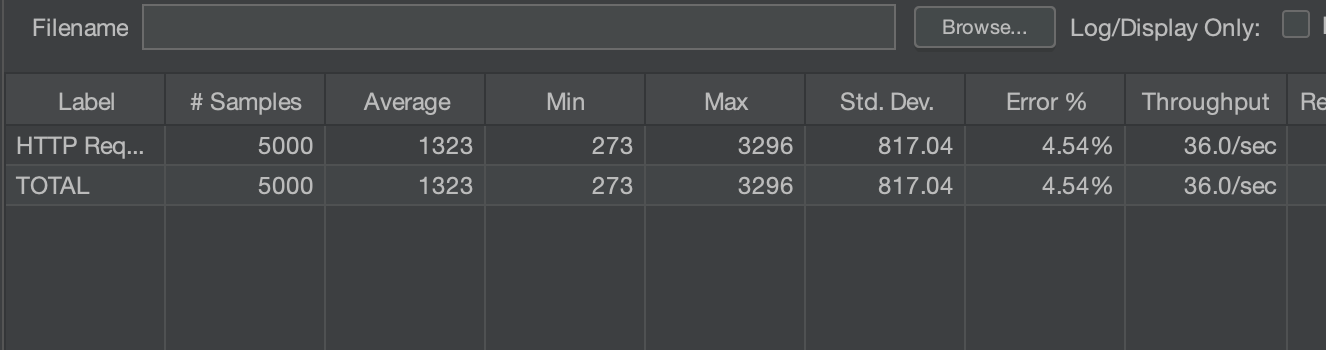 Filename Browse... Log/Display Only:
Label # Samples Average Min Max Std. Dev. Error % Throughput Re
HTTP Req... 5000 1323 273 3296 817.04 4.54% 36.0/sec
TOTAL 5000 1323 273 3296 817.04 4.54% 36.0/sec